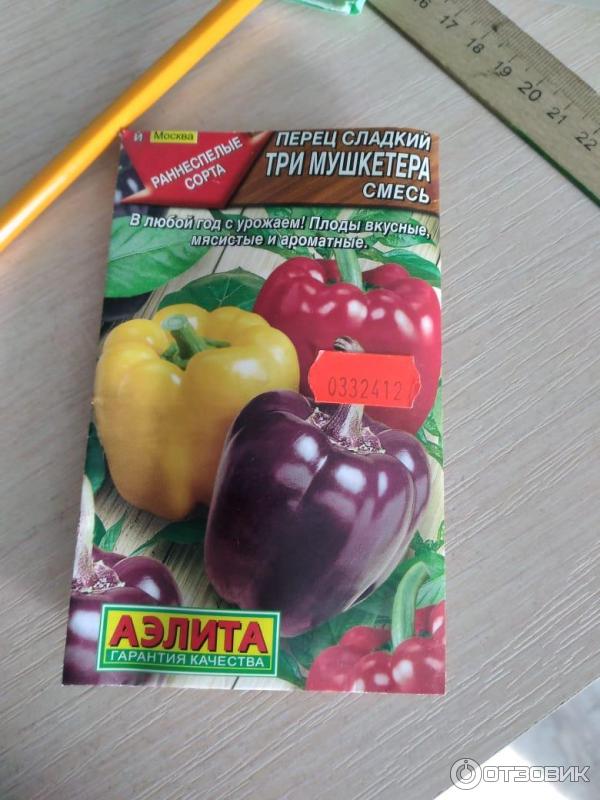 16 17 18 19 20 21 22
Й Москва
РАННЕСПЕЛЫЕ
СОРТА
ПЕРЕЦ СЛАДКИЙ
ТРИ МУШКЕТЕРА
СМЕСЬ
В любой год с урожаем! Плоды вкусные,
мясистые и ароматные.
0332412
АЭЛИТА
ГАРАНТИЯ КАЧЕСТВА
ОТЗОВИК